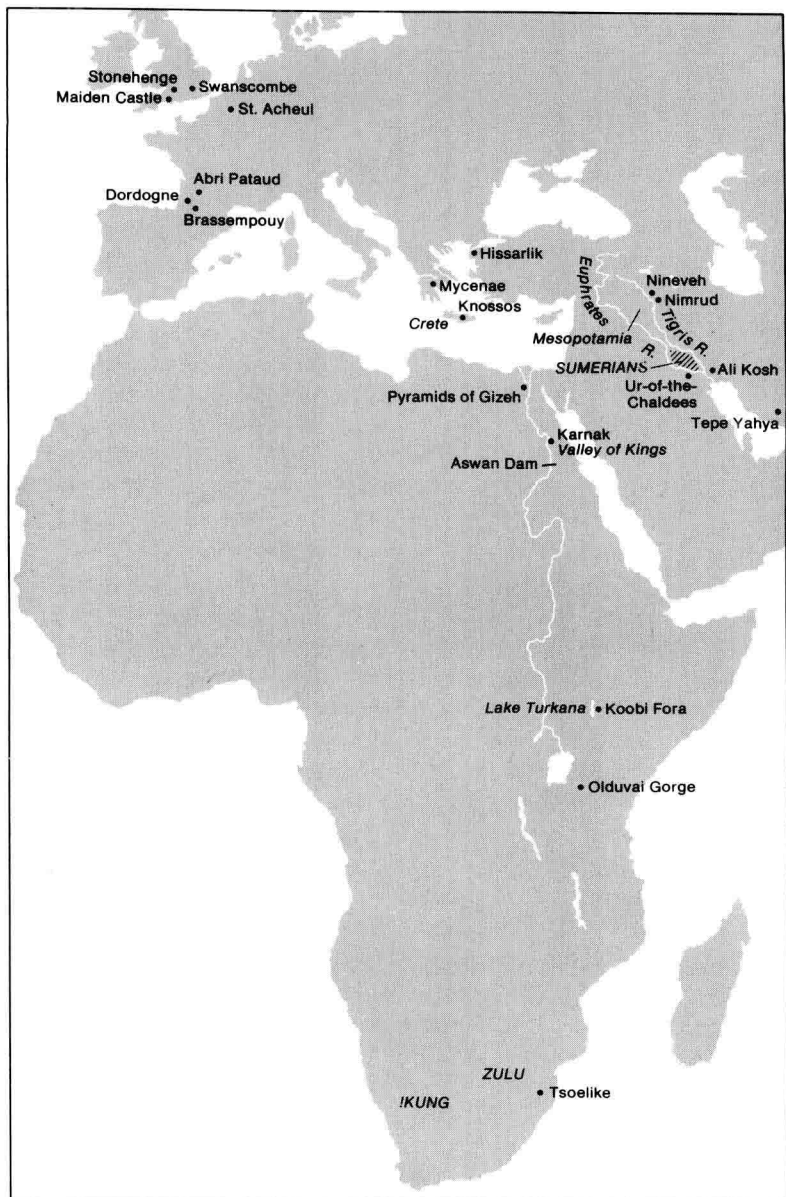 Stonehenge
Swanscombe
Maiden Castle
St. Acheul
Abri Pataud
Dordogne
Brassempouy
Hissarlik
Mycenae
Knossos
Crete
Euphrates
R.
Nineveh
Nimrud
Tigris R.
Mesopotamia
SUMERIANS
Ali Kosh
Ur-of-the-
Chaldees
Tepe Yahya
Pyramids of Gizeh
Karnak
Valley of Kings
Aswan Dam
Lake Turkana
Koobi Fora
Olduvai Gorge
ZULU
Tsoelike
!KUNG